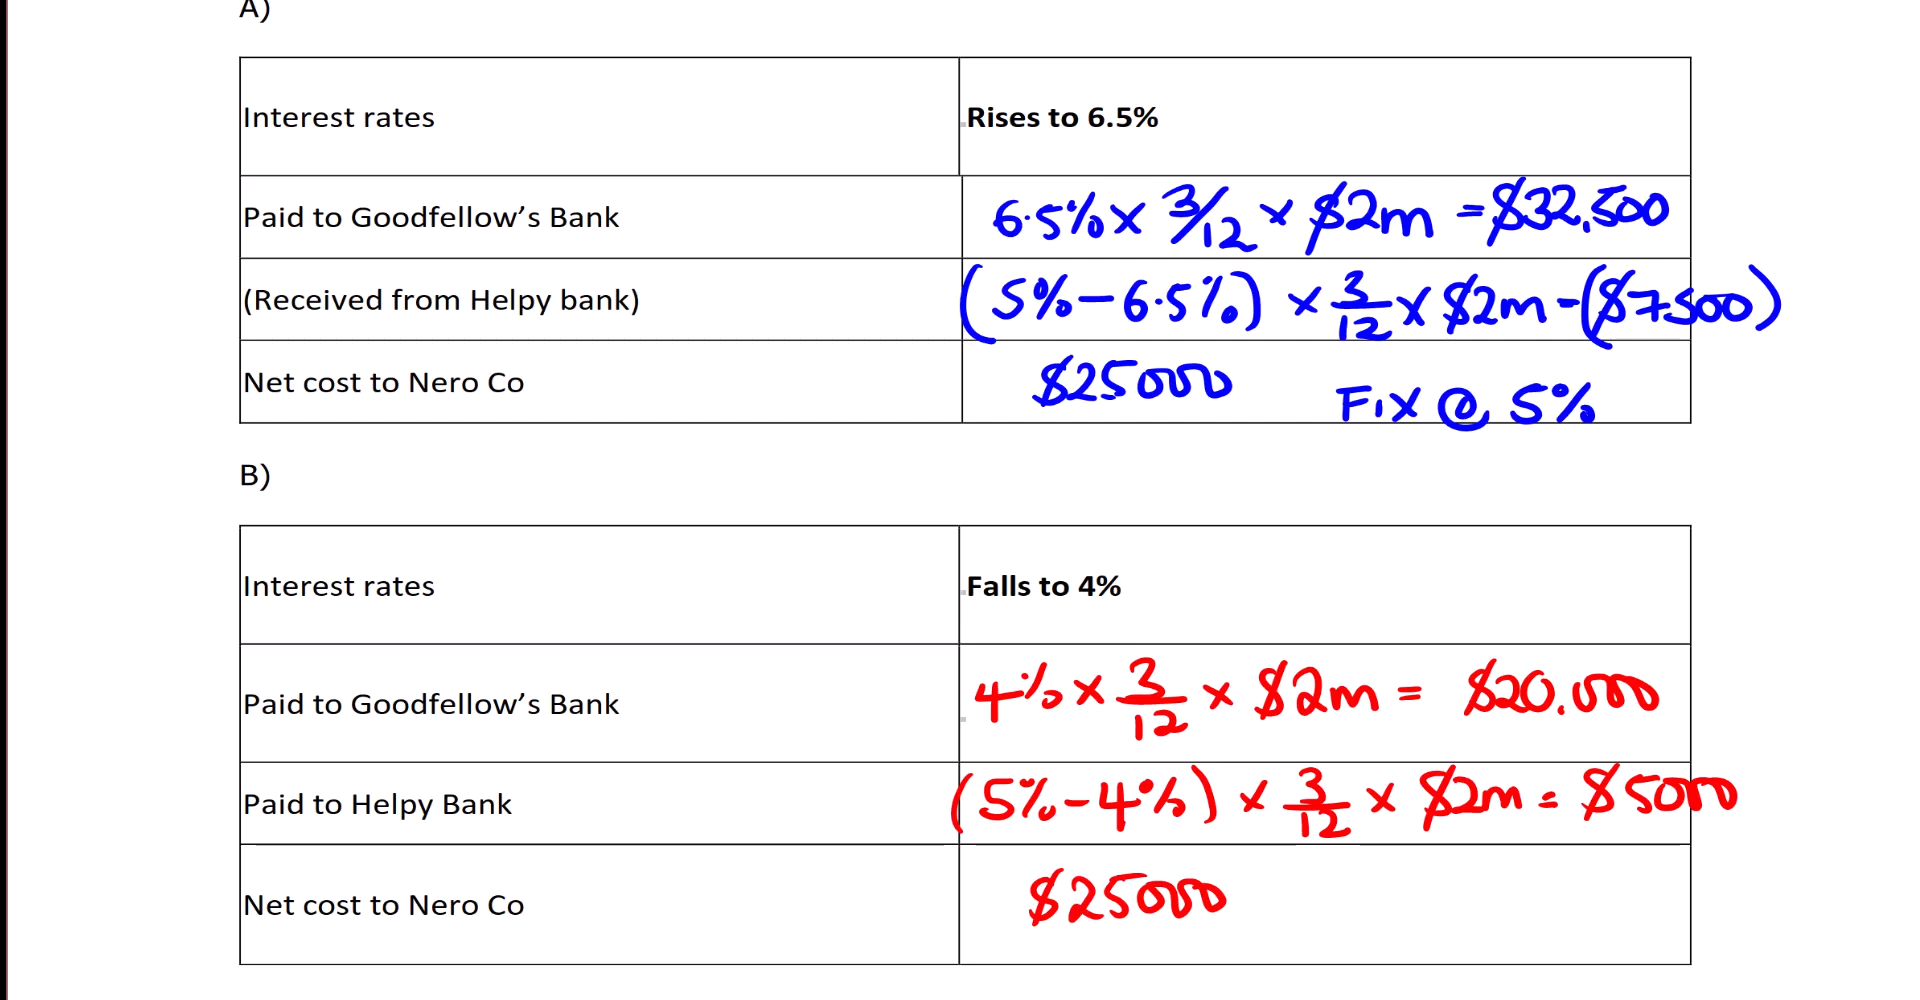 A)
Interest rates Rises to 6.5%
Paid to Goodfellow’s Bank 6.5% x 3/12 x $2m = $32,500
(Received from Helpy bank) (5% - 6.5%) x 3/12 x $2m = ($7500)
Net cost to Nero Co $25000 Fix @ 5%
B)
Interest rates Falls to 4%
Paid to Goodfellow’s Bank 4% x 3/12 x $2m = $20,000
Paid to Helpy Bank (5% - 4%) x 3/12 x $2m = $5000
Net cost to Nero Co $25000